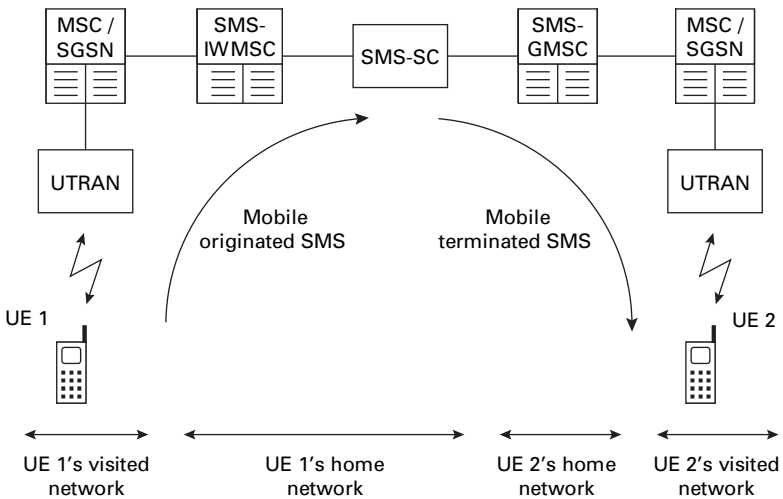 MSC /
SGSN
SMS-
IWMSC
SMS-SC
SMS-
GMSC
MSC /
SGSN
UTRAN
UTRAN
Mobile
originated SMS
Mobile
terminated SMS
UE 1
UE 2
UE 1's visited
network
UE 1's home
network
UE 2's home
network
UE 2's visited
network